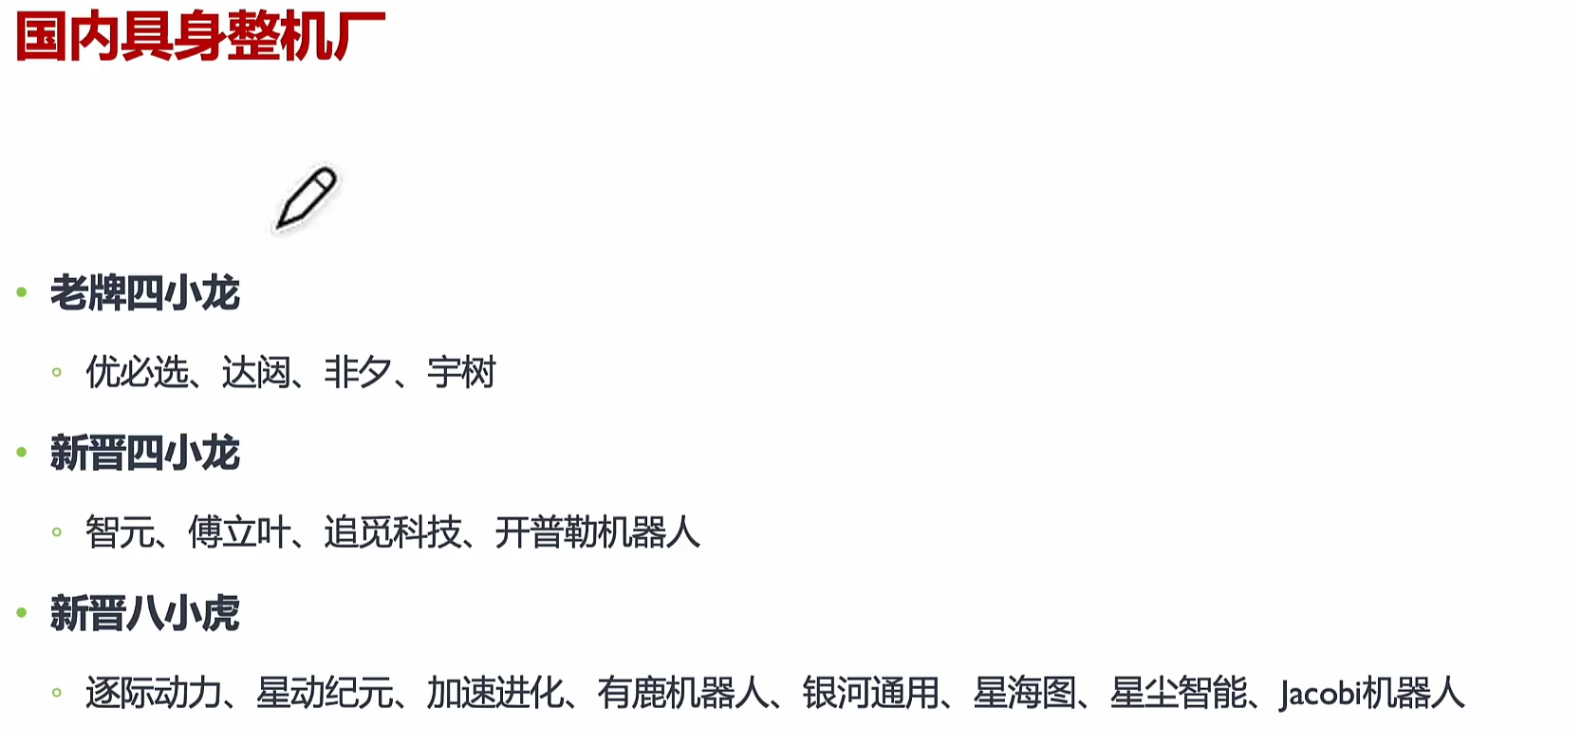 国内具身整机厂
• 老牌四小龙
◦ 优必选、达闼、非夕、宇树
• 新晋四小龙
◦ 智元、傅立叶、追觅科技、开普勒机器人
• 新晋八小虎
◦ 逐际动力、星动纪元、加速进化、有鹿机器人、银河通用、星海图、星尘智能、Jacobi机器人